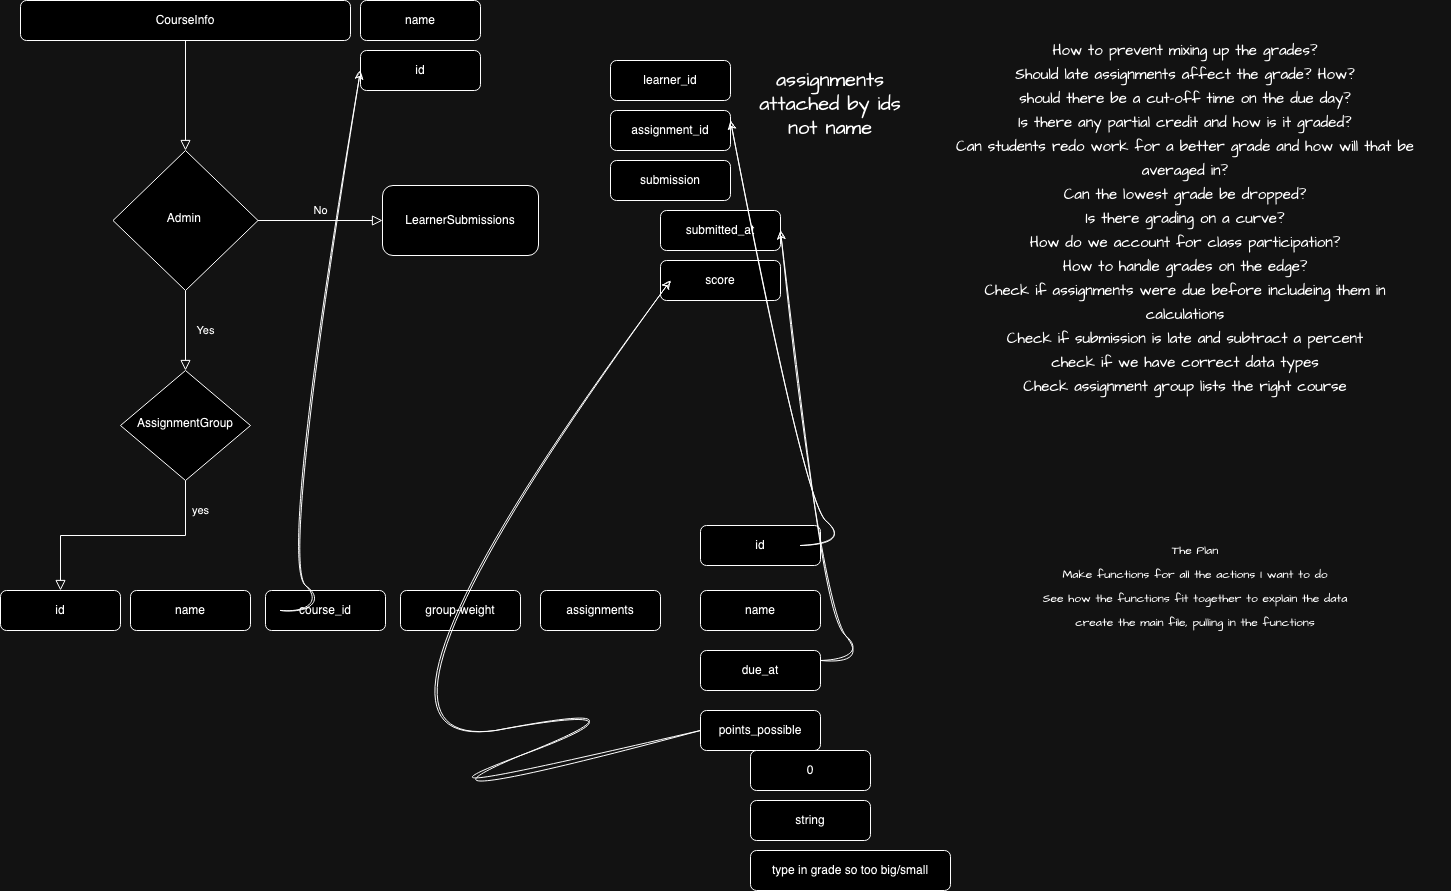 CourseInfo
name
id
learner_id
assignment_id
submission
submitted_at
score
assignments
attached by ids
not name
Admin
No
LearnerSubmissions
Yes
AssignmentGroup
yes
id
name
course_id
group-weight
assignments
id
name
due_at
points_possible
0
string
type in grade so too big/small
How to prevent mixing up the grades?
Should late assignments affect the grade? How?
should there be a cut-off time on the due day?
Is there any partial credit and how is it graded?
Can students redo work for a better grade and how will that be
averaged in?
Can the lowest grade be dropped?
Is there grading on a curve?
How do we account for class participation?
How to handle grades on the edge?
Check if assignments were due before includeing them in
calculations
Check if submission is late and subtract a percent
check if we have correct data types
Check assignment group lists the right course
The Plan
Make functions for all the actions I want to do
See how the functions fit together to explain the data
create the main file, pulling in the functions